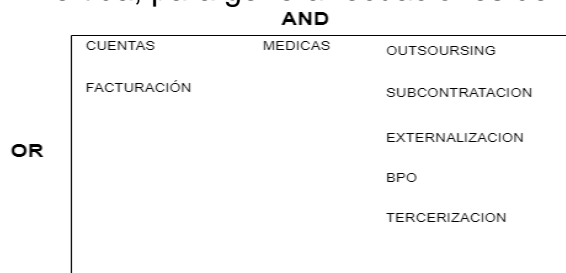 AND
CUENTAS MEDICAS OUTSOURSING
FACTURACIÓN SUBCONTRATACION
EXTERNALIZACION
OR
BPO
TERCERIZACION